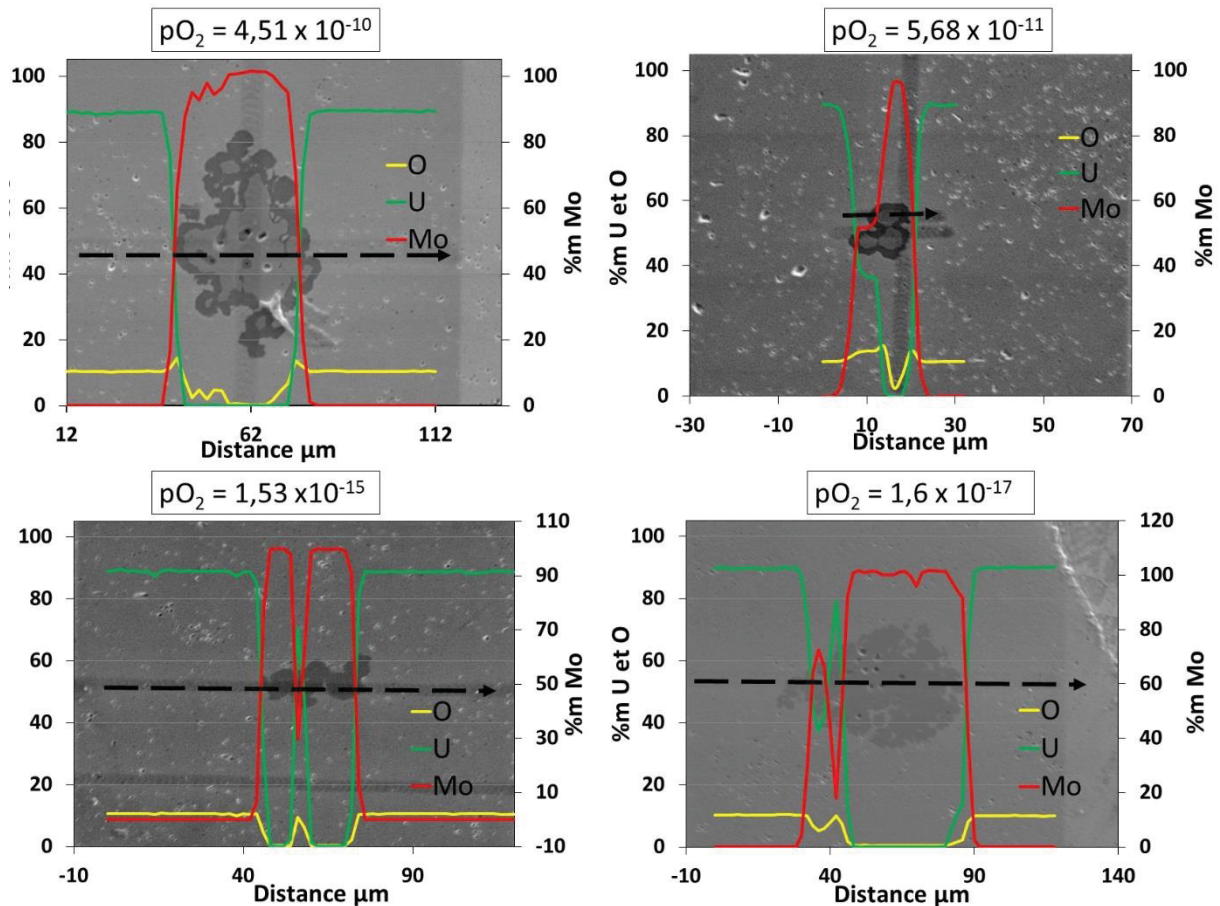 pO₂ = 4,51 x 10⁻¹⁰
100
80
60
40
20
0
100
80
60
40
20
0
%m Mo
O
U
Mo
12
62
112
Distance µm
pO₂ = 5,68 x 10⁻¹¹
%m U et O
100
80
60
40
20
0
100
80
60
40
20
0
%m Mo
O
U
Mo
-30
-10
10
30
50
70
Distance µm
pO₂ = 1,53 x10⁻¹⁵
100
80
60
40
20
0
110
90
70
50
30
10
-10
%m Mo
O
U
Mo
-10
40
90
Distance µm
pO₂ = 1,6 x 10⁻¹⁷
%m U et O
100
80
60
40
20
0
120
100
80
60
40
20
0
%m Mo
O
U
Mo
-10
40
90
140
Distance µm